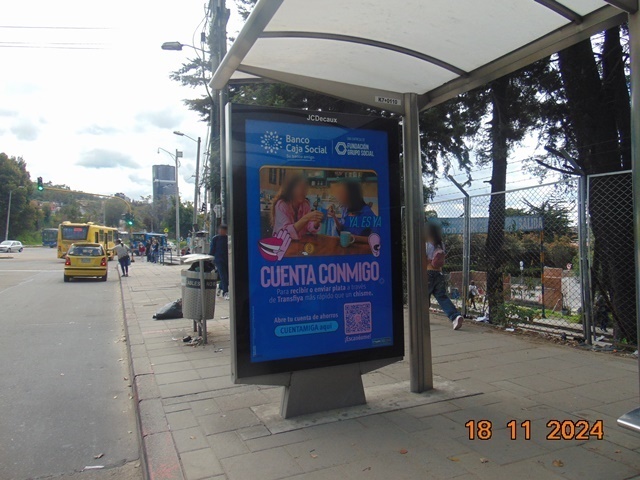 JCDecaux
Banco
Caja Social
FUNDACIÓN
GRUPO SOCIAL
YA, ES YA
CUENTA CONMIGO
Para recibir o enviar plata a través
de Transfiya más rápido que un chisme.
Abre tu cuenta de ahorros
CUENTAMIGA aquí
¡Escanéame!
18 11 2024